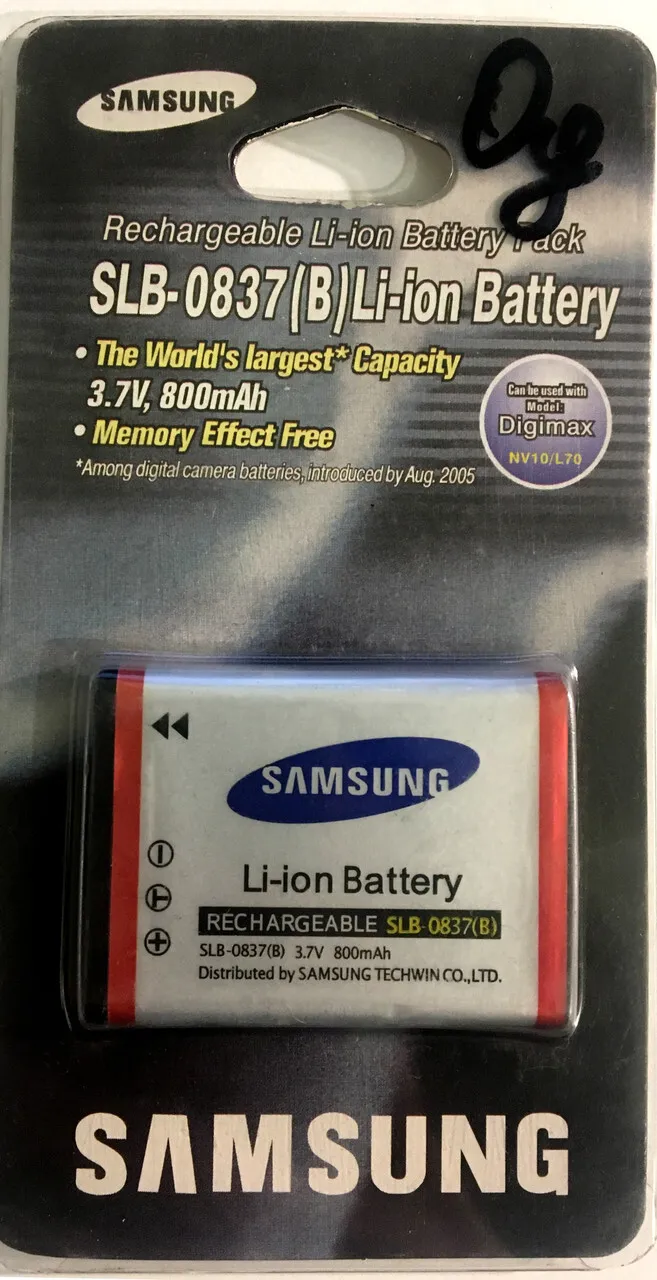 SAMSUNG
Org
Rechargeable Li-ion Battery Pack
SLB-0837(B)Li-ion Battery
• The World's largest* Capacity
3.7V, 800mAh
• Memory Effect Free
*Among digital camera batteries, introduced by Aug. 2005
Can be used with
Model:
Digimax
NV10/L70
SAMSUNG
Li-ion Battery
RECHARGEABLE SLB-0837(B)
SLB-0837(B) 3.7V 800mAh
Distributed by SAMSUNG TECHWIN CO.,LTD.
SAMSUNG